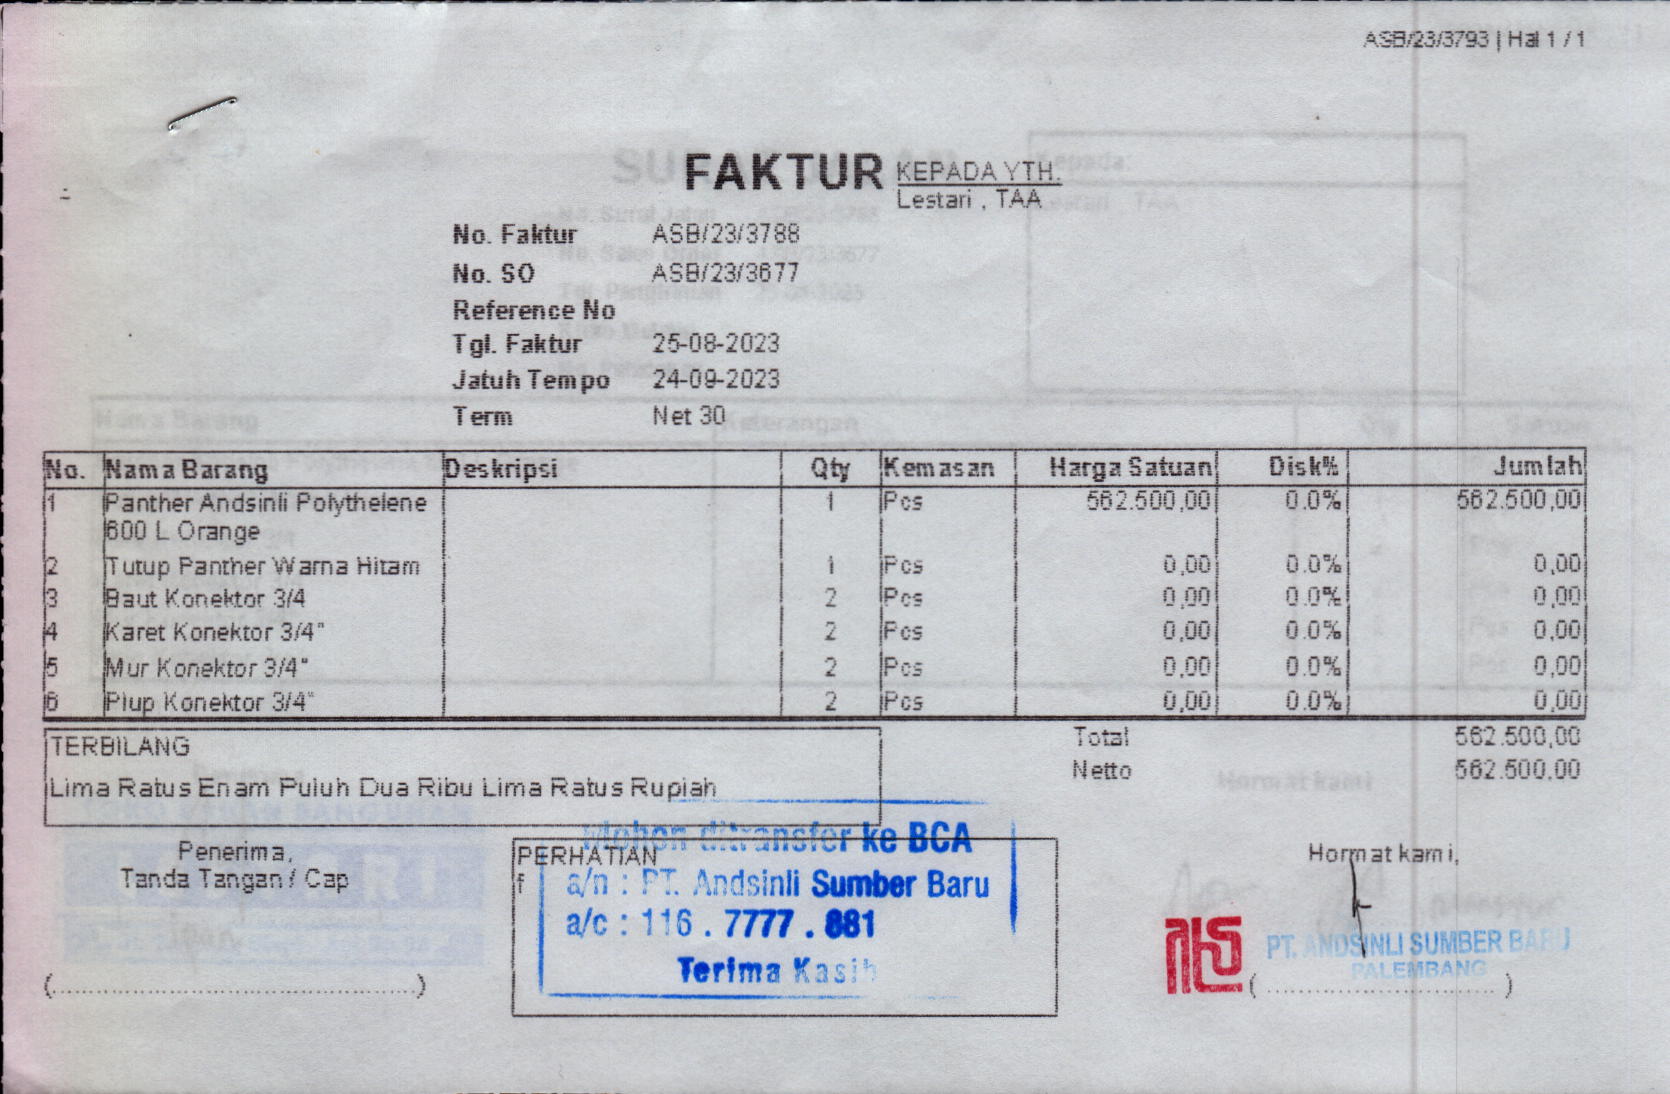 ASB/23/3793 | Hal 1 / 1
FAKTUR
KEPADA YTH.
Lestari , TAA
No. Faktur ASB/23/3788
No. SO ASB/23/3677
Reference No
Tgl. Faktur 25-08-2023
Jatuh Tempo 24-09-2023
Term Net 30
No. Nama Barang Deskripsi Qty Kemasan Harga Satuan Disk% Jumlah
1 Panther Andsinli Polythelene 1 Pcs 562.500,00 0.0% 562.500,00
600 L Orange
2 Tutup Panther Warna Hitam 1 Pcs 0,00 0.0% 0,00
3 Baut Konektor 3/4 2 Pcs 0,00 0.0% 0,00
4 Karet Konektor 3/4" 2 Pcs 0,00 0.0% 0,00
5 Mur Konektor 3/4" 2 Pcs 0,00 0.0% 0,00
6 Plup Konektor 3/4" 2 Pcs 0,00 0.0% 0,00
Total 562.500,00
Netto 562.500.00
TERBILANG
Lima Ratus Enam Puluh Dua Ribu Lima Ratus Rupiah
Penerima,
Tanda Tangan / Cap
(........................................)
PERHATIAN
f
Mohon ditransfer ke BCA
a/n : PT. Andsinli Sumber Baru
a/c : 116 . 7777 . 881
Terima Kasih
Hormat kami,
PT. ANDSINLI SUMBER BARU
PALEMBANG
(............................)